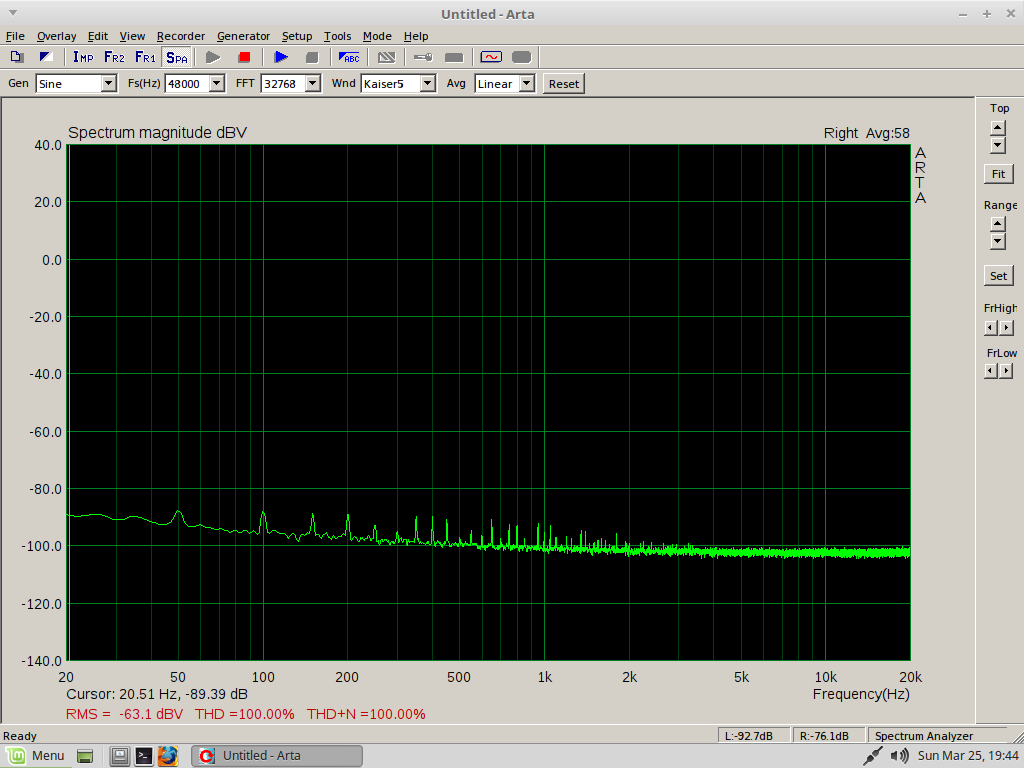 Untitled - Arta
File Overlay Edit View Recorder Generator Setup Tools Mode Help
IMP FR2 FR1 SPA ABC
Gen Sine Fs(Hz) 48000 FFT 32768 Wnd Kaiser5 Avg Linear Reset
Top
Spectrum magnitude dBV Right Avg:58
40.0
20.0
0.0
-20.0
-40.0
-60.0
-80.0
-100.0
-120.0
-140.0
ARTA
Fit
Range
Set
FrHigh
FrLow
20 50 100 200 500 1k 2k 5k 10k 20k
Cursor: 20.51 Hz, -89.39 dB Frequency(Hz)
RMS = -63.1 dBV THD =100.00% THD+N =100.00%
Ready L:-92.7dB R:-76.1dB Spectrum Analyzer
Menu Untitled - Arta Sun Mar 25, 19:44